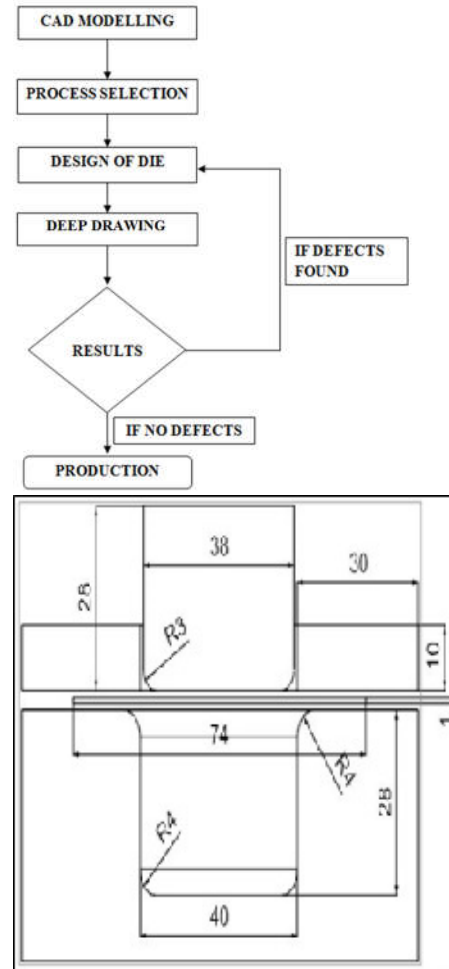 CAD MODELLING
PROCESS SELECTION
DESIGN OF DIE
DEEP DRAWING
IF DEFECTS
FOUND
RESULTS
IF NO DEFECTS
PRODUCTION
38
30
28
R3
10
1
74
R4
28
R4
40